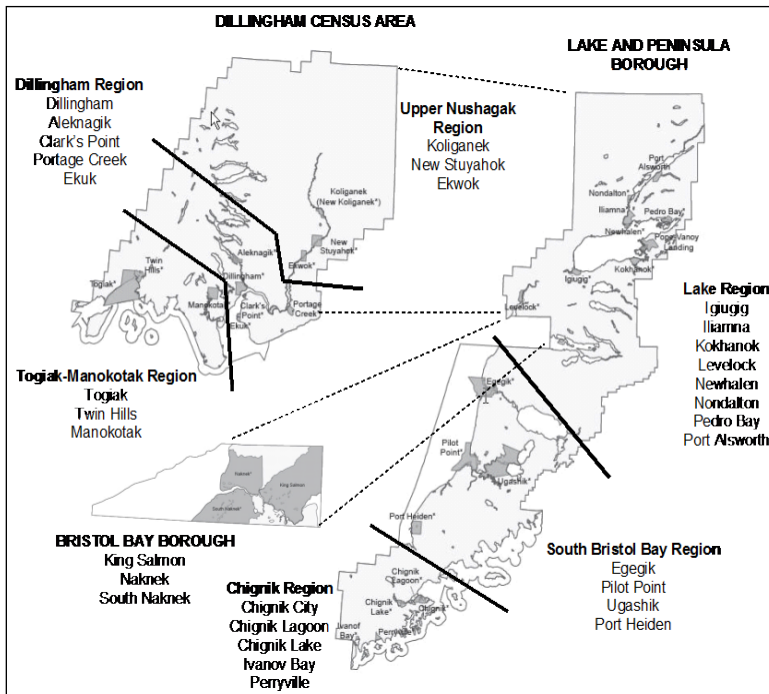 DILLINGHAM CENSUS AREA
LAKE AND PENINSULA
BOROUGH
Dillingham Region
Dillingham
Aleknagik
Clark's Point
Portage Creek
Ekuk
Upper Nushagak
Region
Koliganek
New Stuyahok
Ekwok
Koliganek
(New Koliganek*)
New
Stuyahok*
Ekwok*
Aleknagik*
Dillingham*
Twin
Hills*
Togiak*
Manokotak
Clark's
Point*
Ekuk*
Portage
Creek*
Togiak-Manokotak Region
Togiak
Twin Hills
Manokotak
Port
Alsworth
Nondalton*
Iliamna*
Pedro Bay*
Newhalen*
Pope-Vanoy
Landing
Kokhanok*
Igiugig*
Levelock*
Lake Region
Igiugig
Iliamna
Kokhanok
Levelock
Newhalen
Nondalton
Pedro Bay
Port Alsworth
Egegik*
Pilot
Point*
Ugashik*
Port Heiden*
Naknek*
King Salmon
South Naknek*
BRISTOL BAY BOROUGH
King Salmon
Naknek
South Naknek
South Bristol Bay Region
Egegik
Pilot Point
Ugashik
Port Heiden
Chignik Region
Chignik City
Chignik Lagoon
Chignik Lake
Ivanov Bay
Perryville
Chignik
Lagoon*
Chignik
Lake*
Chignik*
Ivanof
Bay*
Perryville*